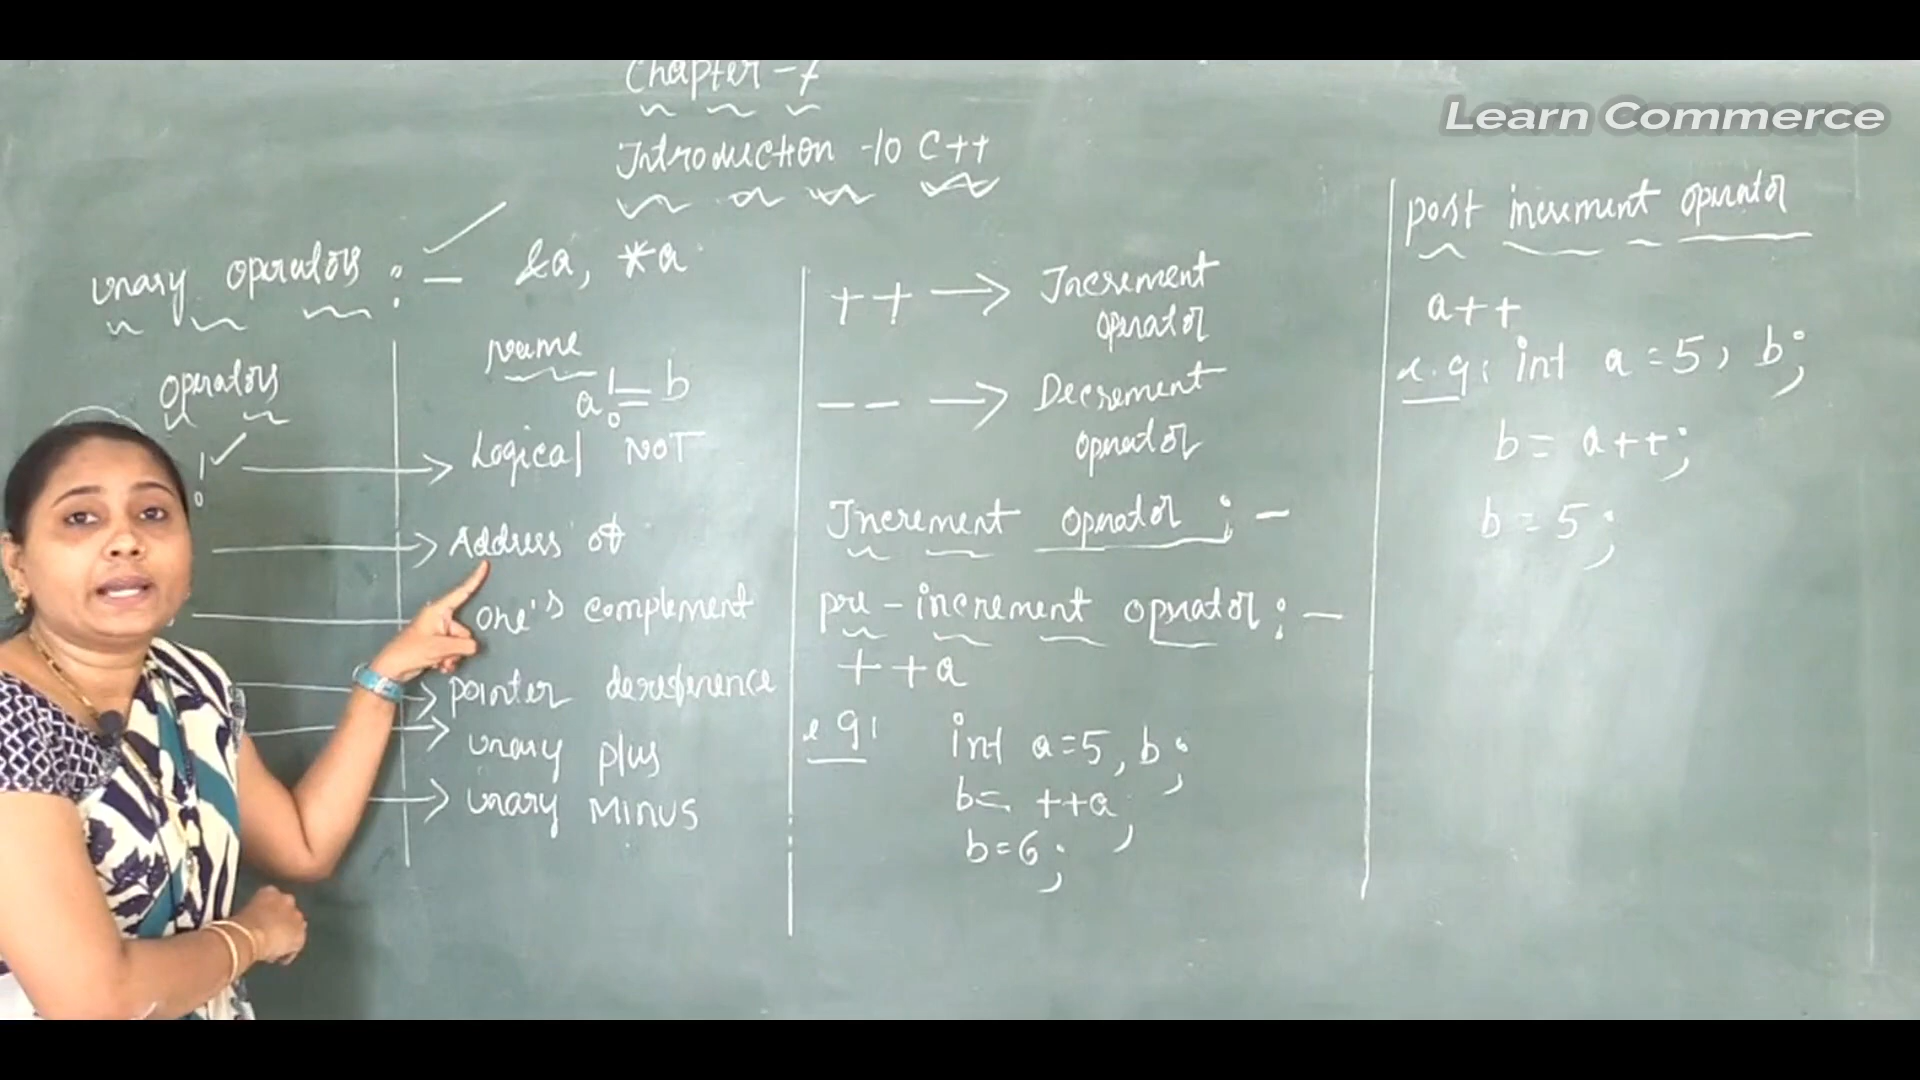 Chapter - 7
Introduction to C++
Learn Commerce
unary operators :- &a, *a
operators
Name
a != b
! → Logical NOT
→ Address of
→ one's complement
→ pointer dereference
→ unary plus
→ unary MINUS
++ → Increment
operator
-- → Decrement
operator
Increment operator :-
pre-increment operator :-
++a
e.g:
int a=5, b;
b= ++a;
b=6;
post increment operator
a++
e.g: int a=5, b;
b= a++;
b=5;